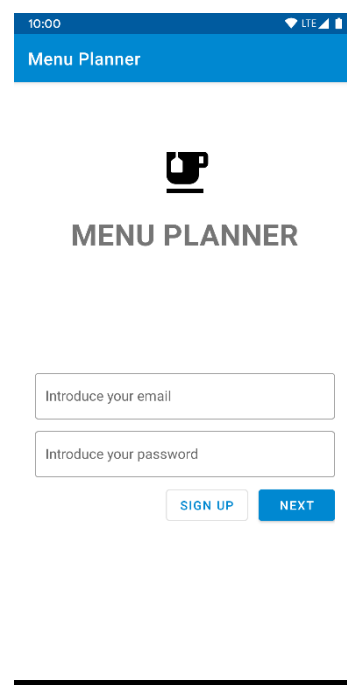 10:00 LTE
Menu Planner
MENU PLANNER
Introduce your email
Introduce your password
SIGN UP NEXT